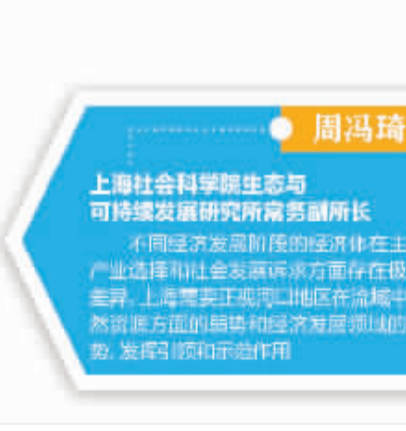 周冯琦
上海社会科学院生态与
可持续发展研究所常务副所长
不同经济发展阶段的经济体在主
产业选择和社会发展诉求方面存在极
差异。上海需要正视河口地区在流域中
然资源方面的弱势和经济发展领域的
势，发挥引领和示范作用